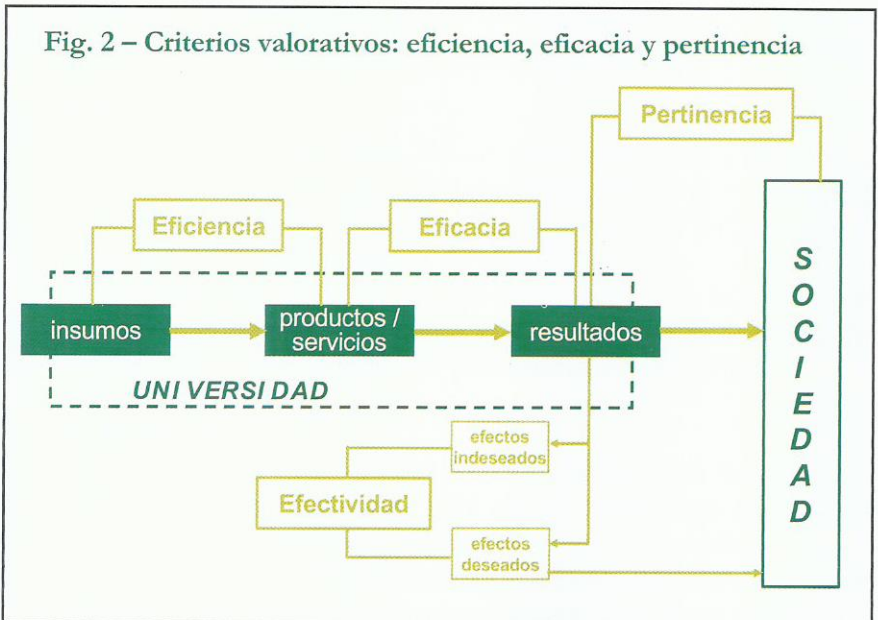 Fig. 2 – Criterios valorativos: eficiencia, eficacia y pertinencia
Pertinencia
Eficiencia
Eficacia
insumos
productos /
servicios
resultados
UNIVERSIDAD
efectos
indeseados
Efectividad
efectos
deseados
SOCIEDAD